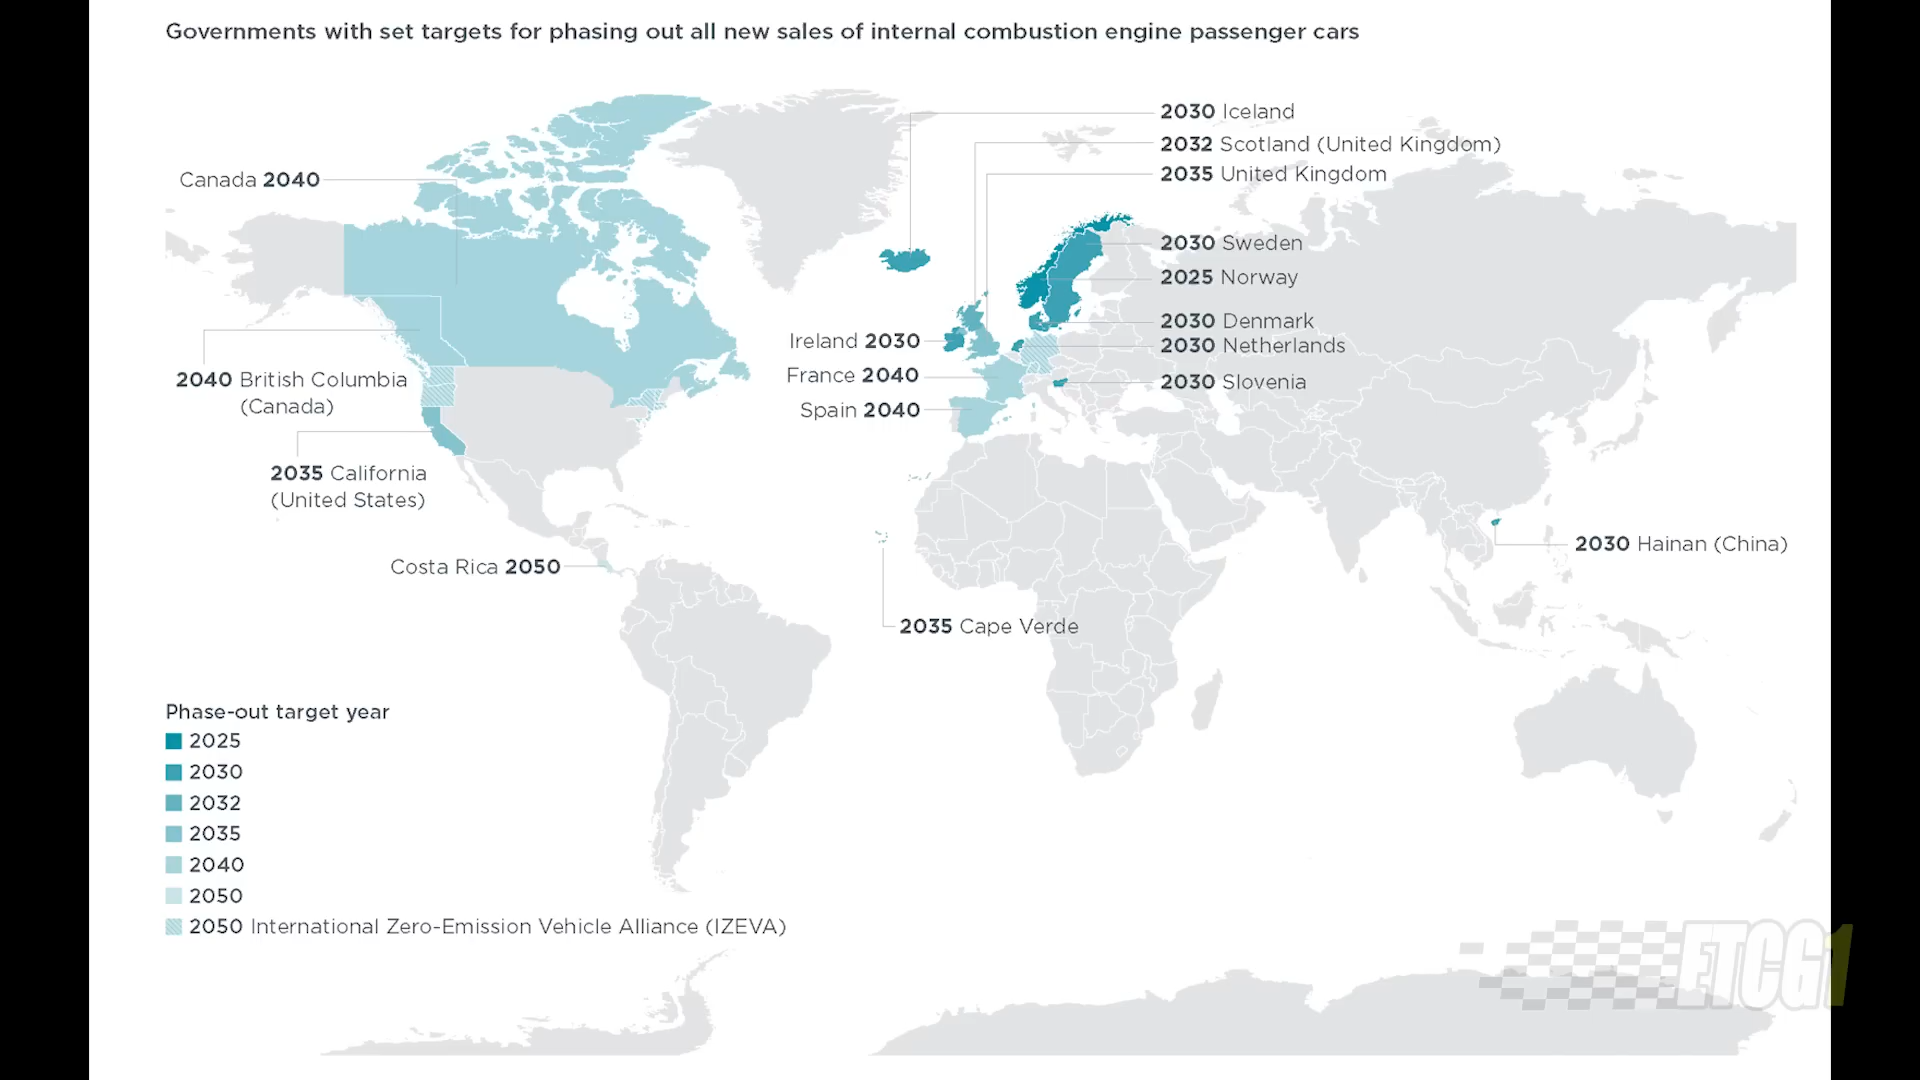 Governments with set targets for phasing out all new sales of internal combustion engine passenger cars
2030 Iceland
2032 Scotland (United Kingdom)
2035 United Kingdom
Canada 2040
2030 Sweden
2025 Norway
2030 Denmark
Ireland 2030
2030 Netherlands
France 2040
2030 Slovenia
2040 British Columbia
(Canada)
Spain 2040
2035 California
(United States)
2030 Hainan (China)
Costa Rica 2050
2035 Cape Verde
Phase-out target year
2025
2030
2032
2035
2040
2050
2050 International Zero-Emission Vehicle Alliance (IZEVA)
ETCG1